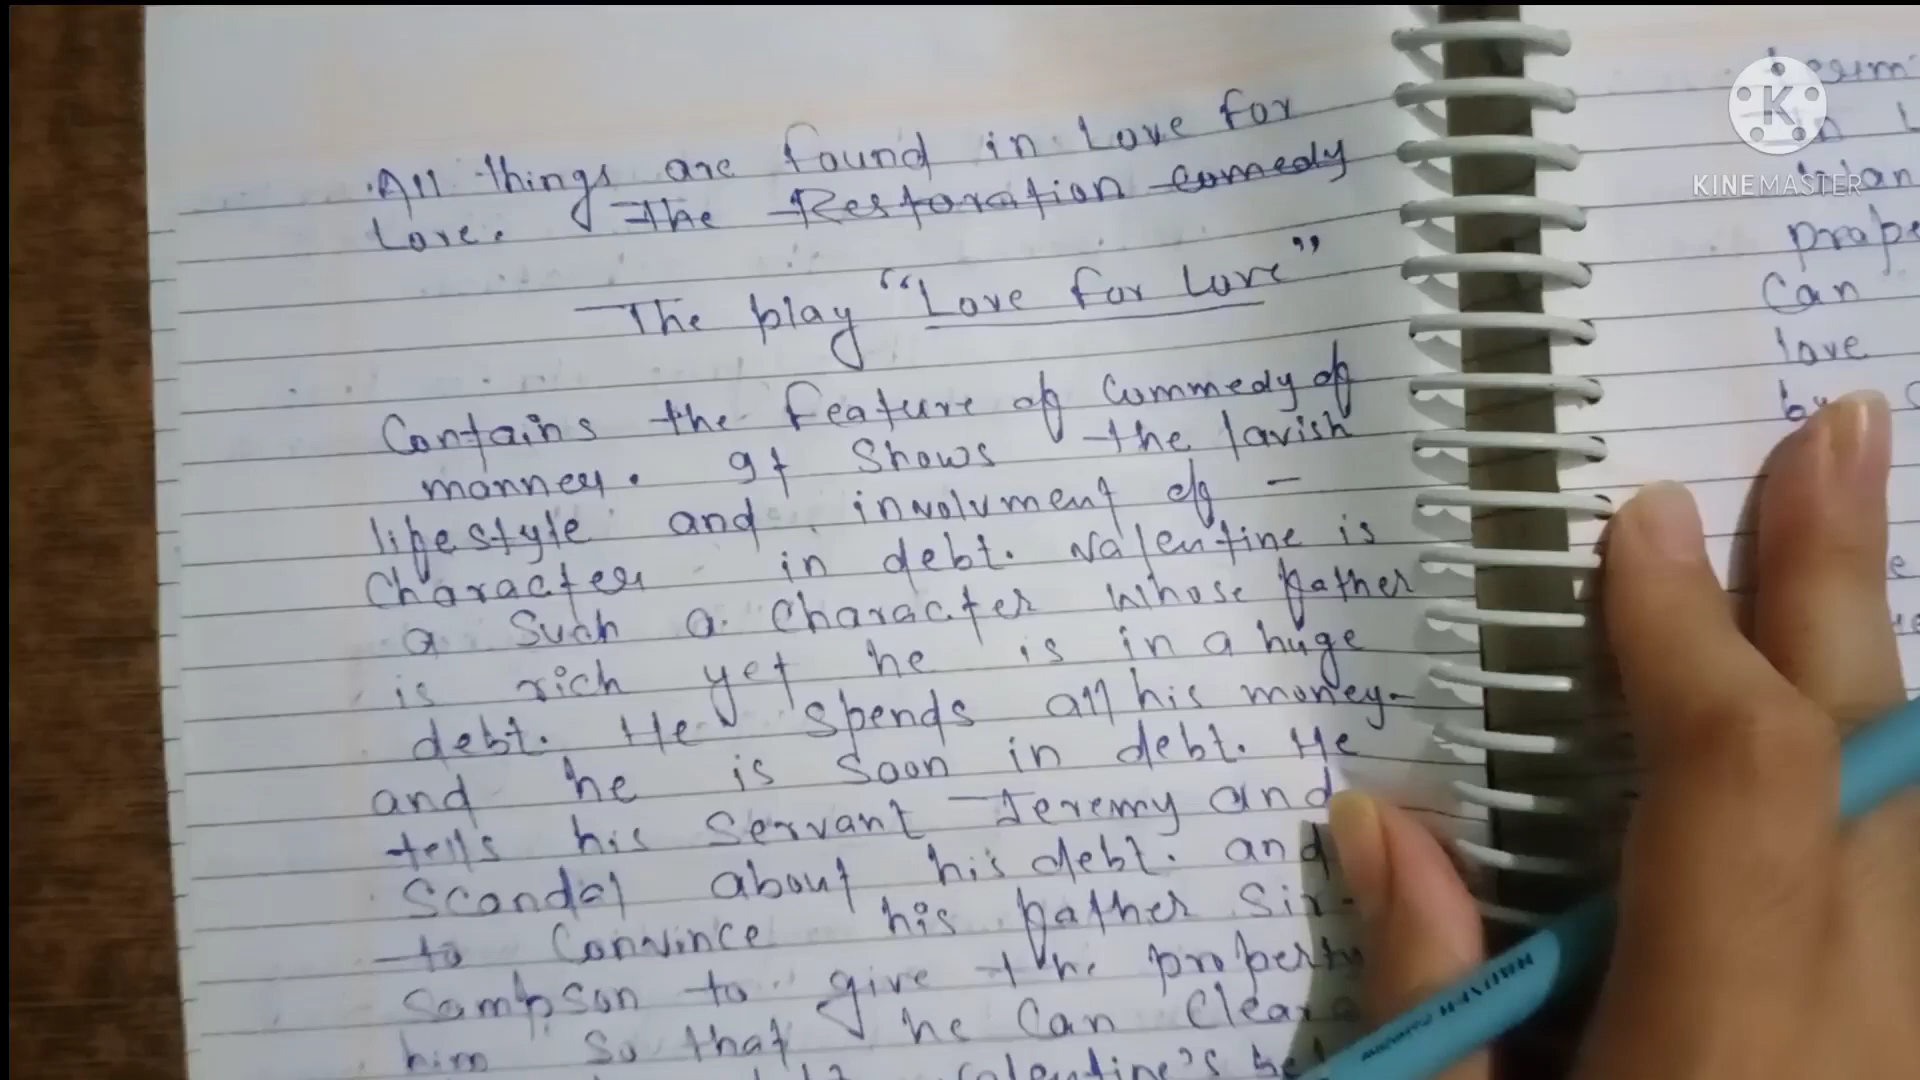 All things are found in Love for
Love. The Restoration comedy
The play "Love for Love"
Contains the feature of Commedy of
manner. It shows the lavish
lifestyle and involvment of -
Character in debt. Valentine is
a Such a character whose father
is rich yet he is in a huge
debt. He spends all his money-
and he is soon in debt. He
tells his servant Jeremy and
Scandal about his debt. and
to Convince his father Sir-
Sampson to give the property
him so that he can Clear
Valentine's
KINEMASTER
prope
Can
love
by